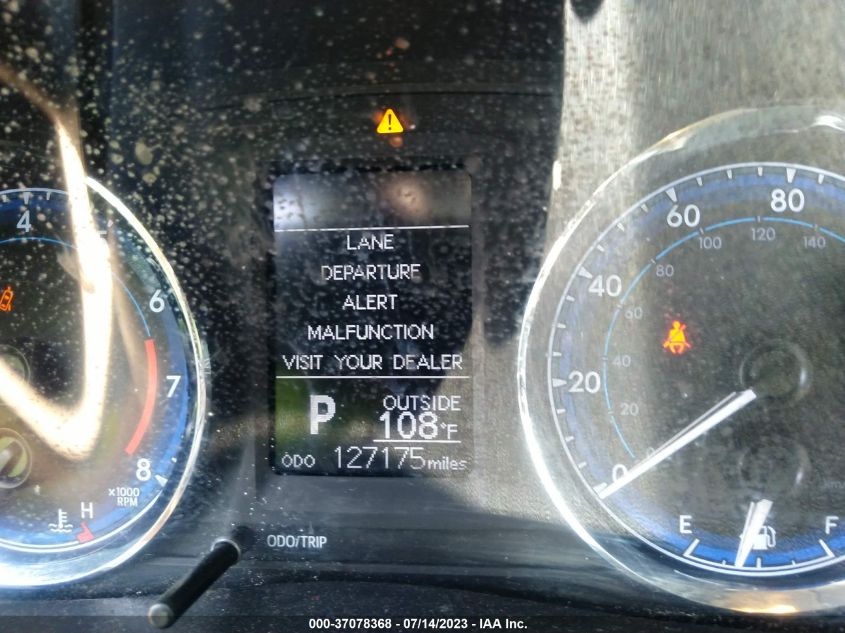 LANE
DEPARTURE
ALERT
MALFUNCTION
VISIT YOUR DEALER
P OUTSIDE
108°F
ODO 127175 miles
ODO/TRIP
4
6
7
8
x1000
RPM
H
0
20
40
60
80
20
40
60
80
100
120
140
E
F
000-37078368 - 07/14/2023 - IAA Inc.